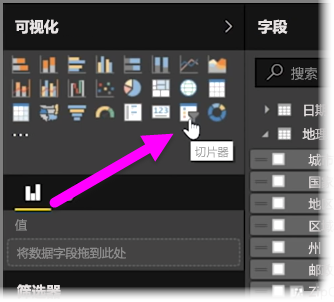 可视化
字段
搜索
日期
地理
切片器
城
国
地
区
州
邮
值
将数据字段拖到此处
筛选器